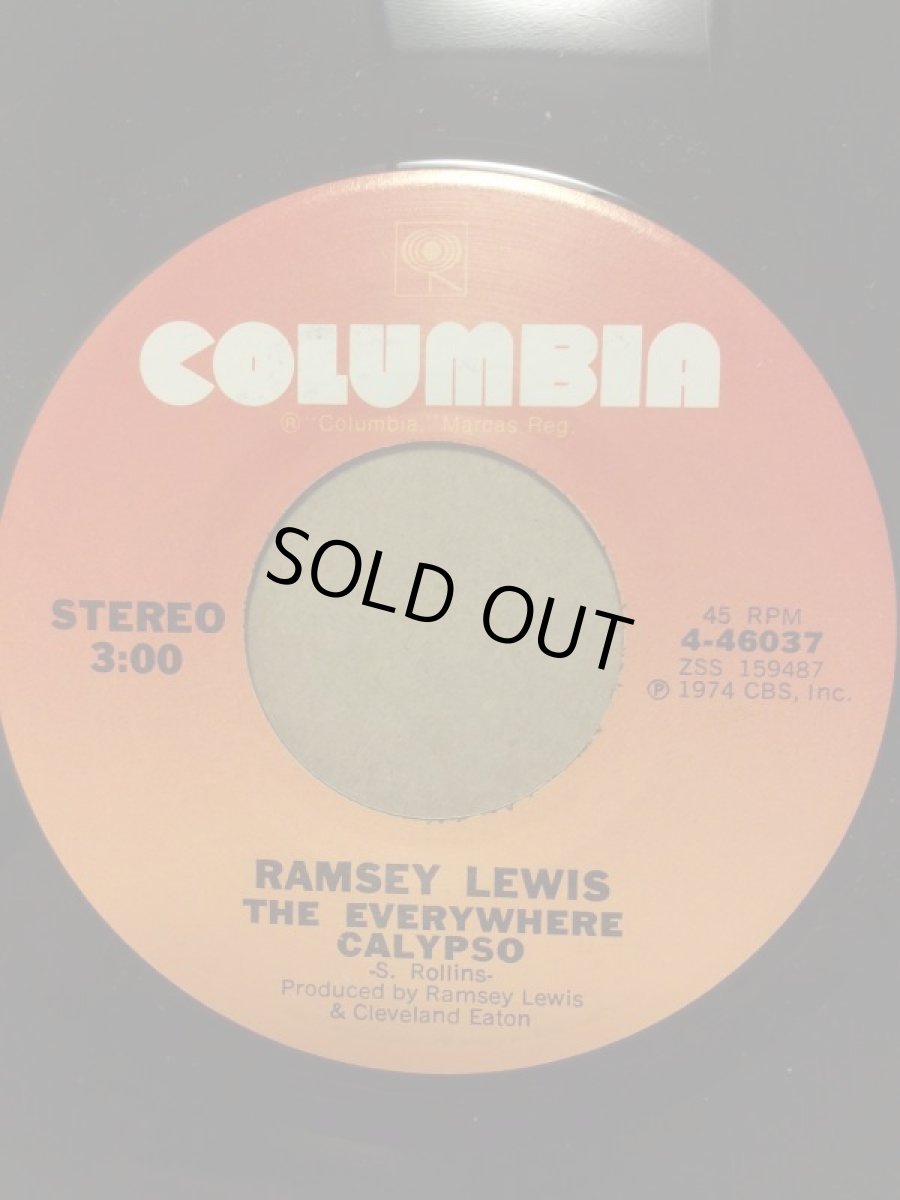 COLUMBIA
® "Columbia," Marcas Reg.
SOLD OUT
STEREO
3:00
45 RPM
4-46037
ZSS 159487
℗ 1974 CBS, Inc.
RAMSEY LEWIS
THE EVERYWHERE
CALYPSO
-S. Rollins-
Produced by Ramsey Lewis
& Cleveland Eaton